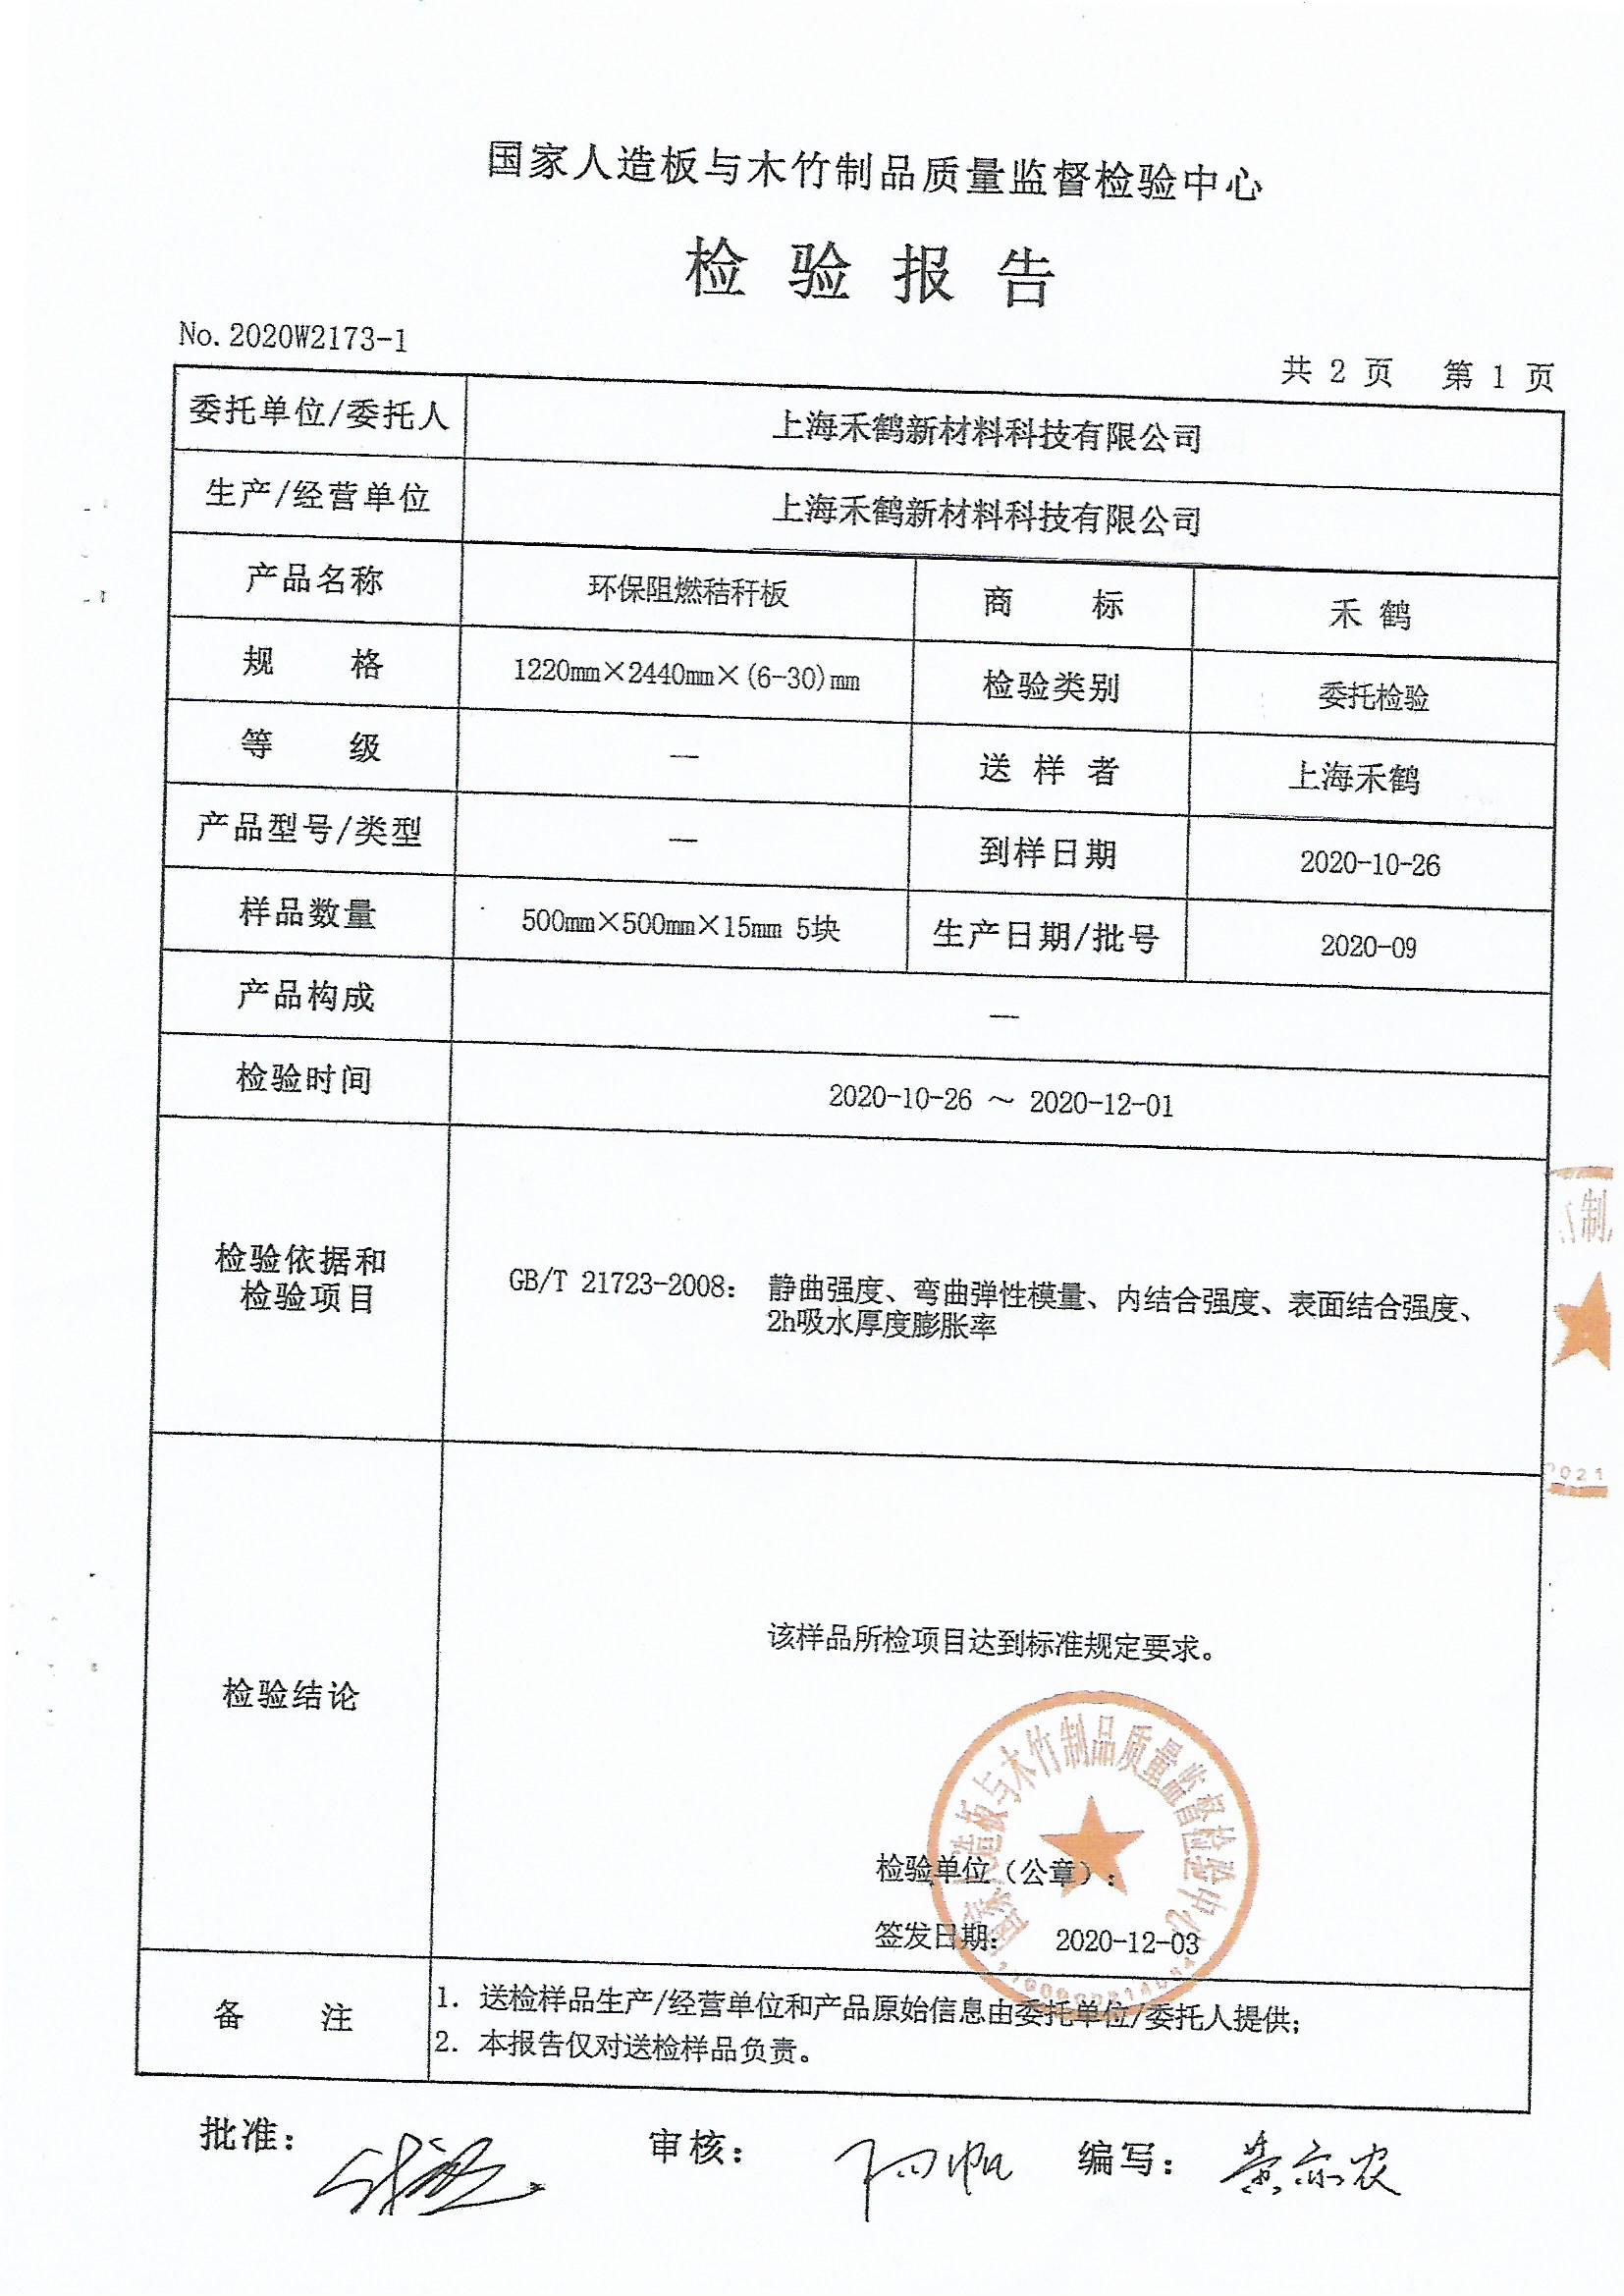 国家人造板与木竹制品质量监督检验中心
检验报告
No.2020W2173-1
共 2 页 第 1 页
委托单位/委托人 上海禾鹤新材料科技有限公司
生产/经营单位 上海禾鹤新材料科技有限公司
产品名称 环保阻燃秸秆板 商标 禾鹤
规格 1220mm×2440mm×(6-30)mm 检验类别 委托检验
等级 — 送样者 上海禾鹤
产品型号/类型 — 到样日期 2020-10-26
样品数量 500mm×500mm×15mm 5块 生产日期/批号 2020-09
产品构成 —
检验时间 2020-10-26 ～ 2020-12-01
检验依据和
检验项目
GB/T 21723-2008: 静曲强度、弯曲弹性模量、内结合强度、表面结合强度、
2h吸水厚度膨胀率
制
021
检验结论
该样品所检项目达到标准规定要求。
国家人造板与木竹制品质量监督检验中心
检验单位（公章）:
签发日期: 2020-12-03
备注
1. 送检样品生产/经营单位和产品原始信息由委托单位/委托人提供;
2. 本报告仅对送检样品负责。
批准: 审核: 编写: